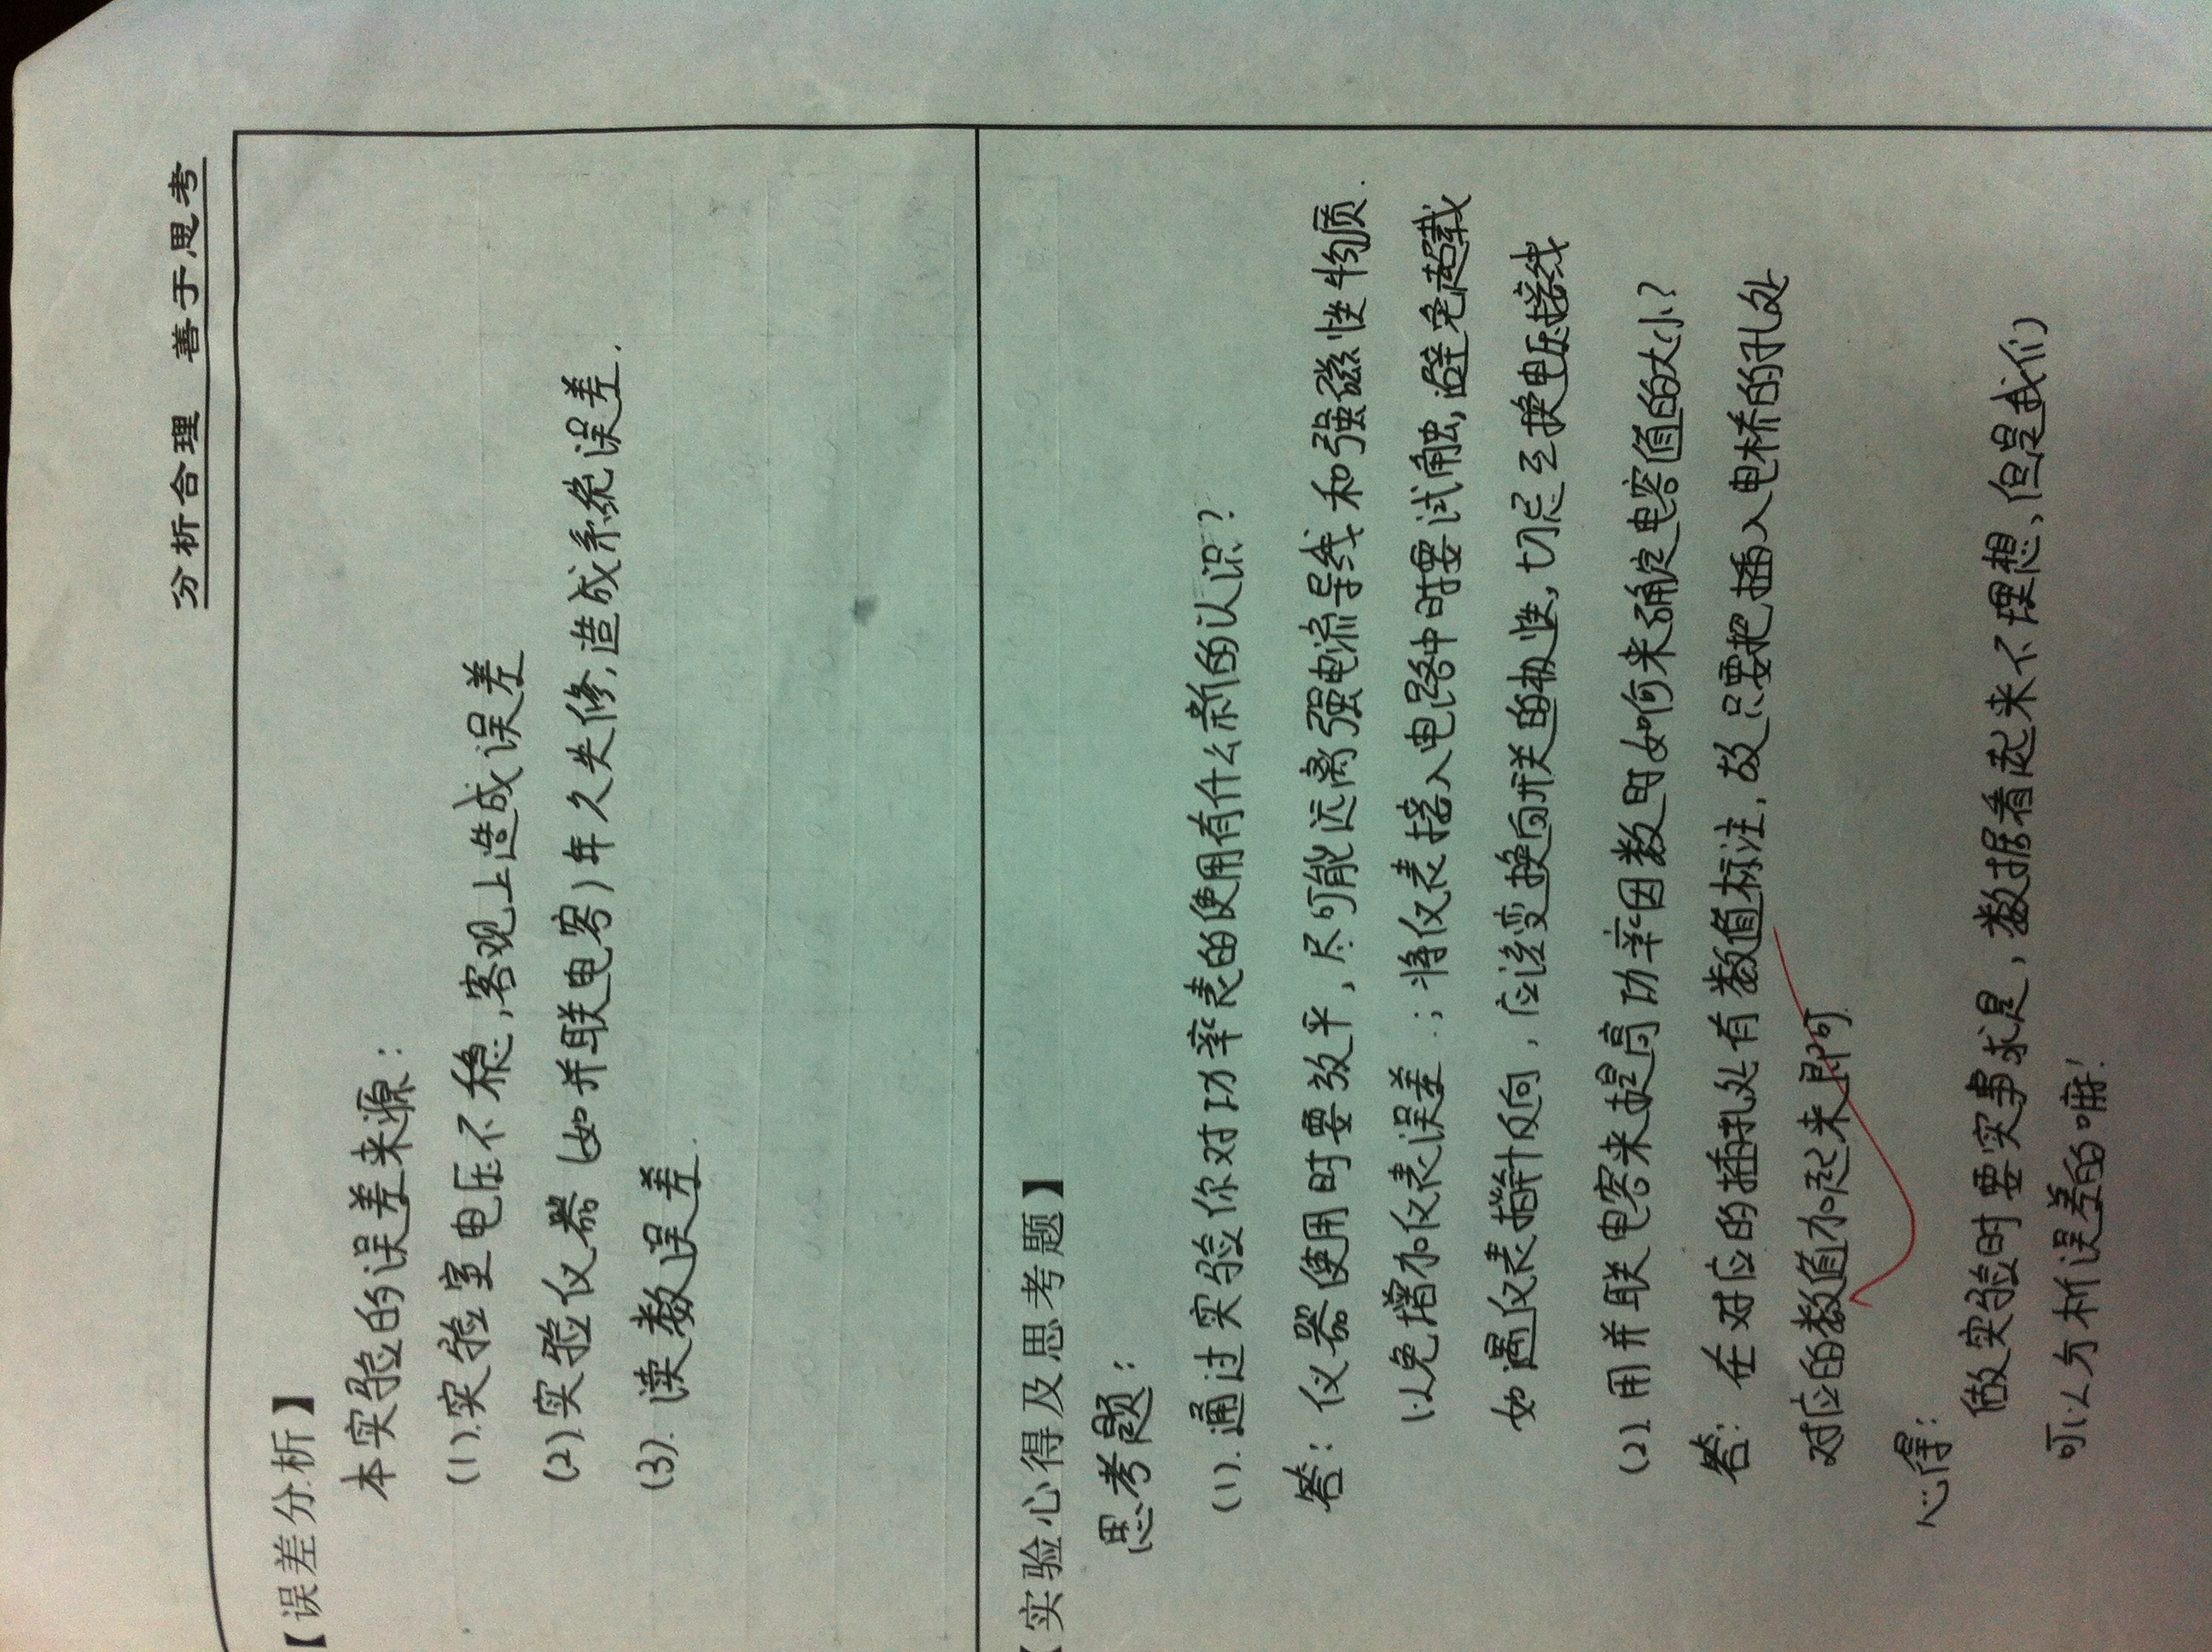 分析合理 善于思考
【误差分析】
本实验的误差来源：
(1).实验室电压不稳,客观上造成误差
(2).实验仪器(如并联电容)年久失修,造成系统误差.
(3).读数误差.
【实验心得及思考题】
思考题：
(1).通过实验你对功率表的使用有什么新的认识?
答：仪器使用时要放平,尽可能远离强电流导线和强磁性物质.
以免增加仪表误差.;将仪表接入电路中时要试触,避免超载
如遇仪表指针反向,应该变换向开关的极性,切忌互换电压接线
(2).用并联电容来提高功率因数时如何来确定电容值的大小?
答:在对应的插孔处有数值标注,故只要把插入电桥的孔处
对应的数值加起来即可.
心得:
做实验时要实事求是,数据看起来不理想,但是我们
可以分析误差的嘛!